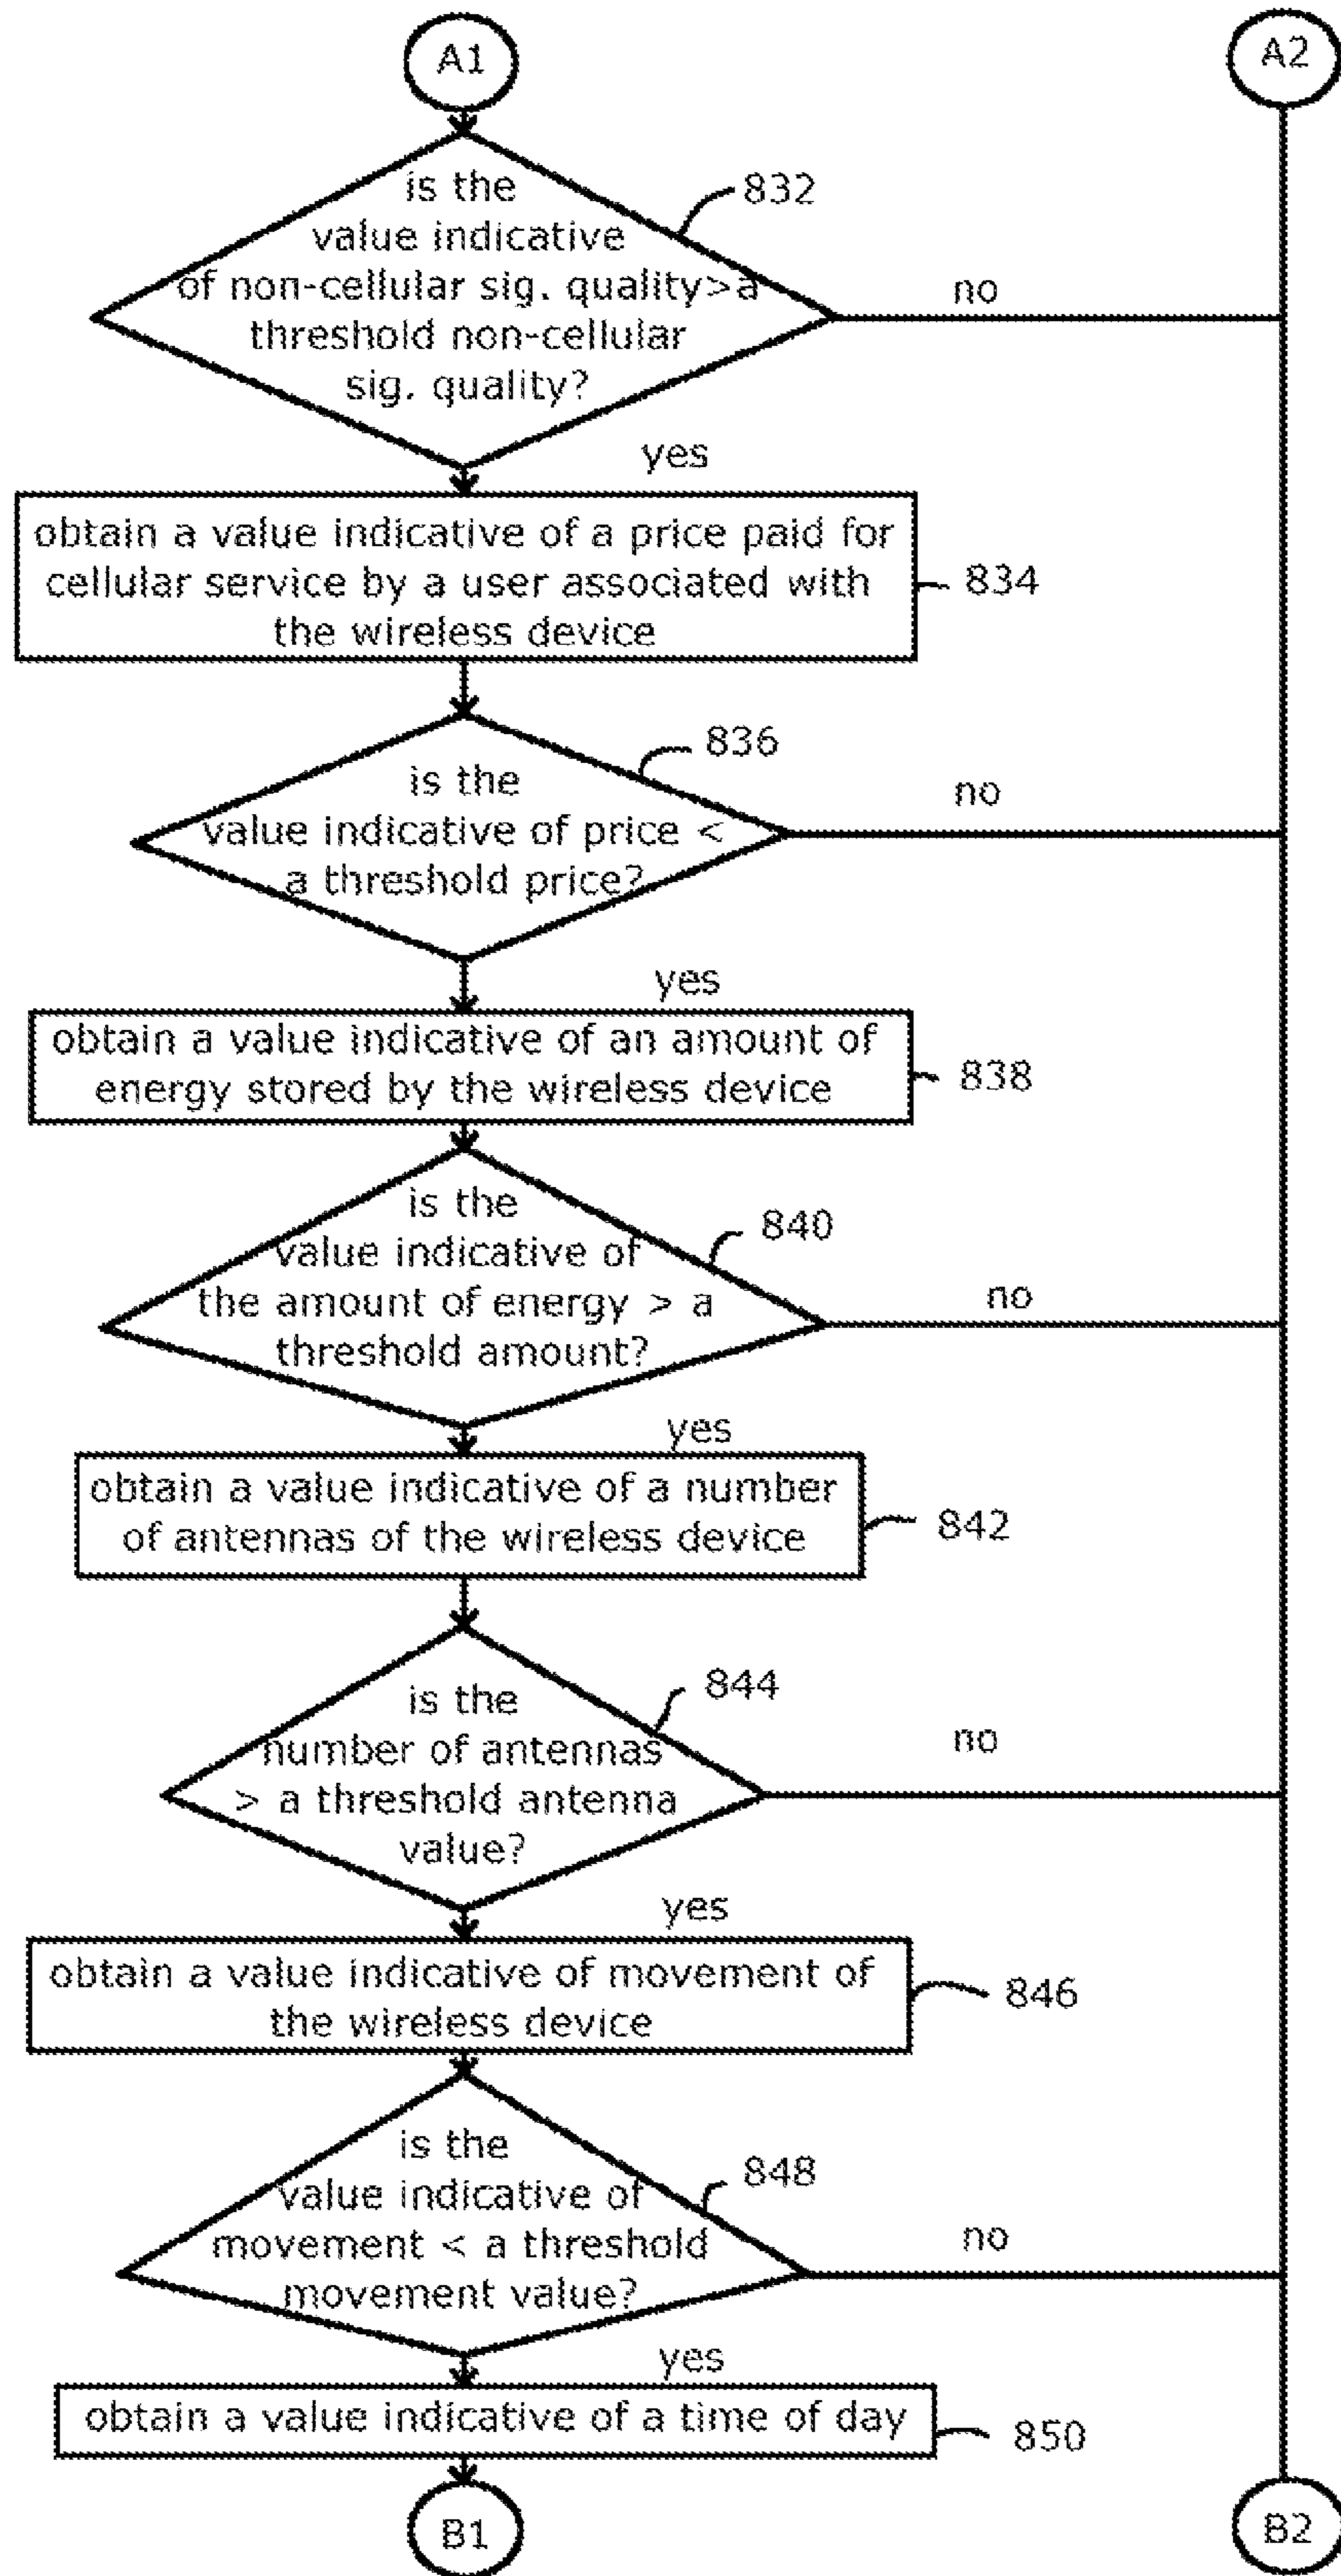 A1
A2
is the
value indicative
of non-cellular sig. quality>a
threshold non-cellular
sig. quality?
832
no
yes
obtain a value indicative of a price paid for
cellular service by a user associated with
the wireless device
834
is the
value indicative of price <
a threshold price?
836
no
yes
obtain a value indicative of an amount of
energy stored by the wireless device
838
is the
value indicative of
the amount of energy > a
threshold amount?
840
no
yes
obtain a value indicative of a number
of antennas of the wireless device
842
is the
number of antennas
> a threshold antenna
value?
844
no
yes
obtain a value indicative of movement of
the wireless device
846
is the
value indicative of
movement < a threshold
movement value?
848
no
yes
obtain a value indicative of a time of day
850
B1
B2